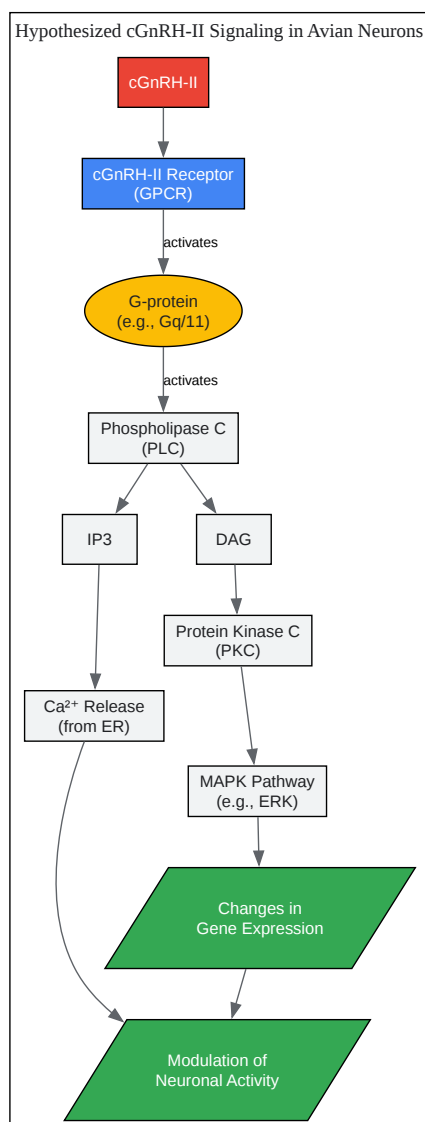 Hypothesized cGnRH-II Signaling in Avian Neurons
cGnRH-II
cGnRH-II Receptor
(GPCR)
activates
G-protein
(e.g., Gq/11)
activates
Phospholipase C
(PLC)
IP3
DAG
Protein Kinase C
(PKC)
Ca²⁺ Release
(from ER)
MAPK Pathway
(e.g., ERK)
Changes in
Gene Expression
Modulation of
Neuronal Activity